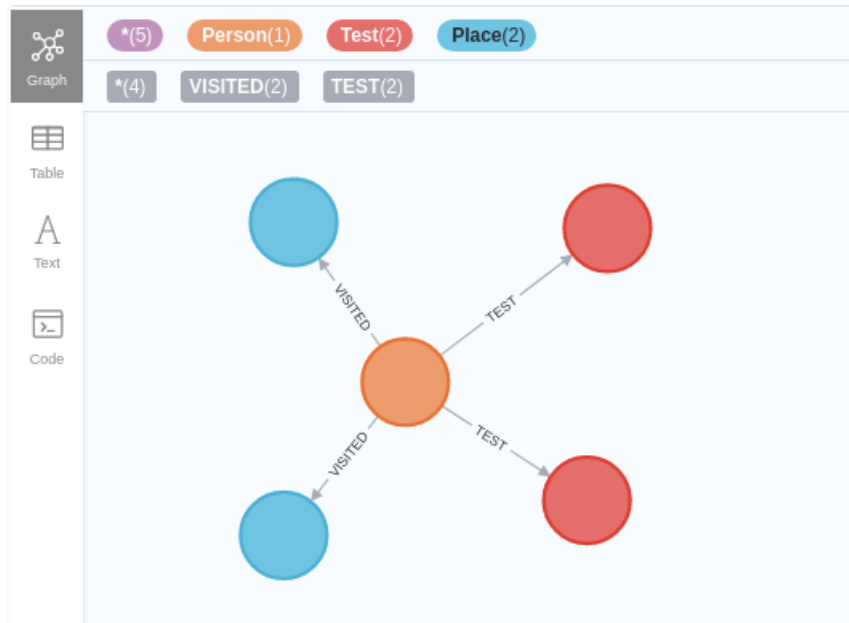 *(5) Person(1) Test(2) Place(2)
*(4) VISITED(2) TEST(2)
Graph
Table
Text
Code
VISITED
TEST
VISITED
TEST